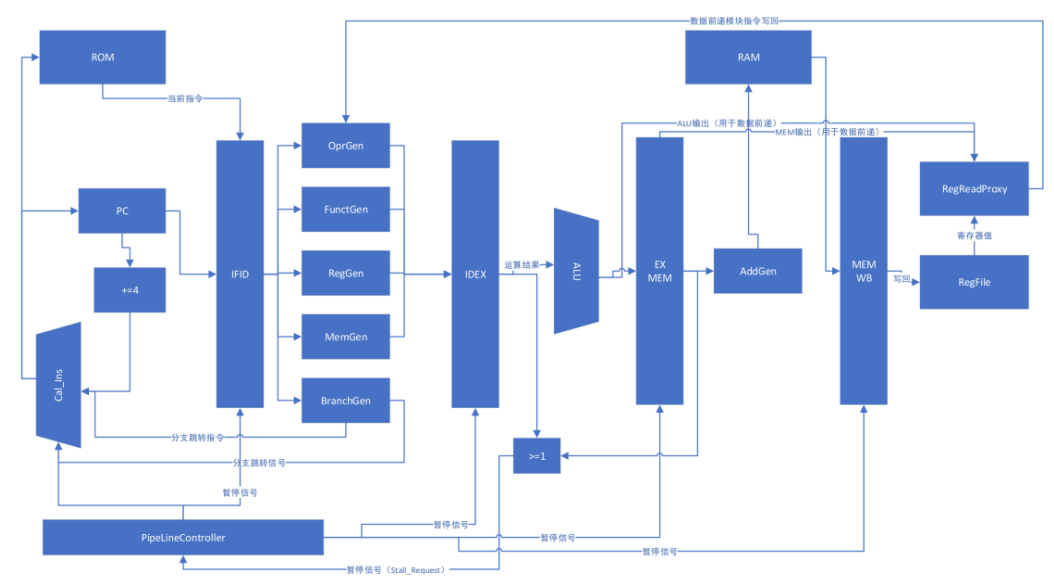 数据前递模块指令写回
ROM
RAM
当前指令
ALU输出（用于数据前递）
MEM输出（用于数据前递）
OprGen
RegReadProxy
PC
FunctGen
寄存器值
IFID
RegGen
IDEX
运算结果
ALU
EX
MEM
AddGen
MEM
WB
写回
RegFile
+=4
MemGen
Cal_Ins
BranchGen
分支跳转指令
分支跳转信号
>=1
暂停信号
PipeLineController
暂停信号
暂停信号
暂停信号
暂停信号（Stall_Request）